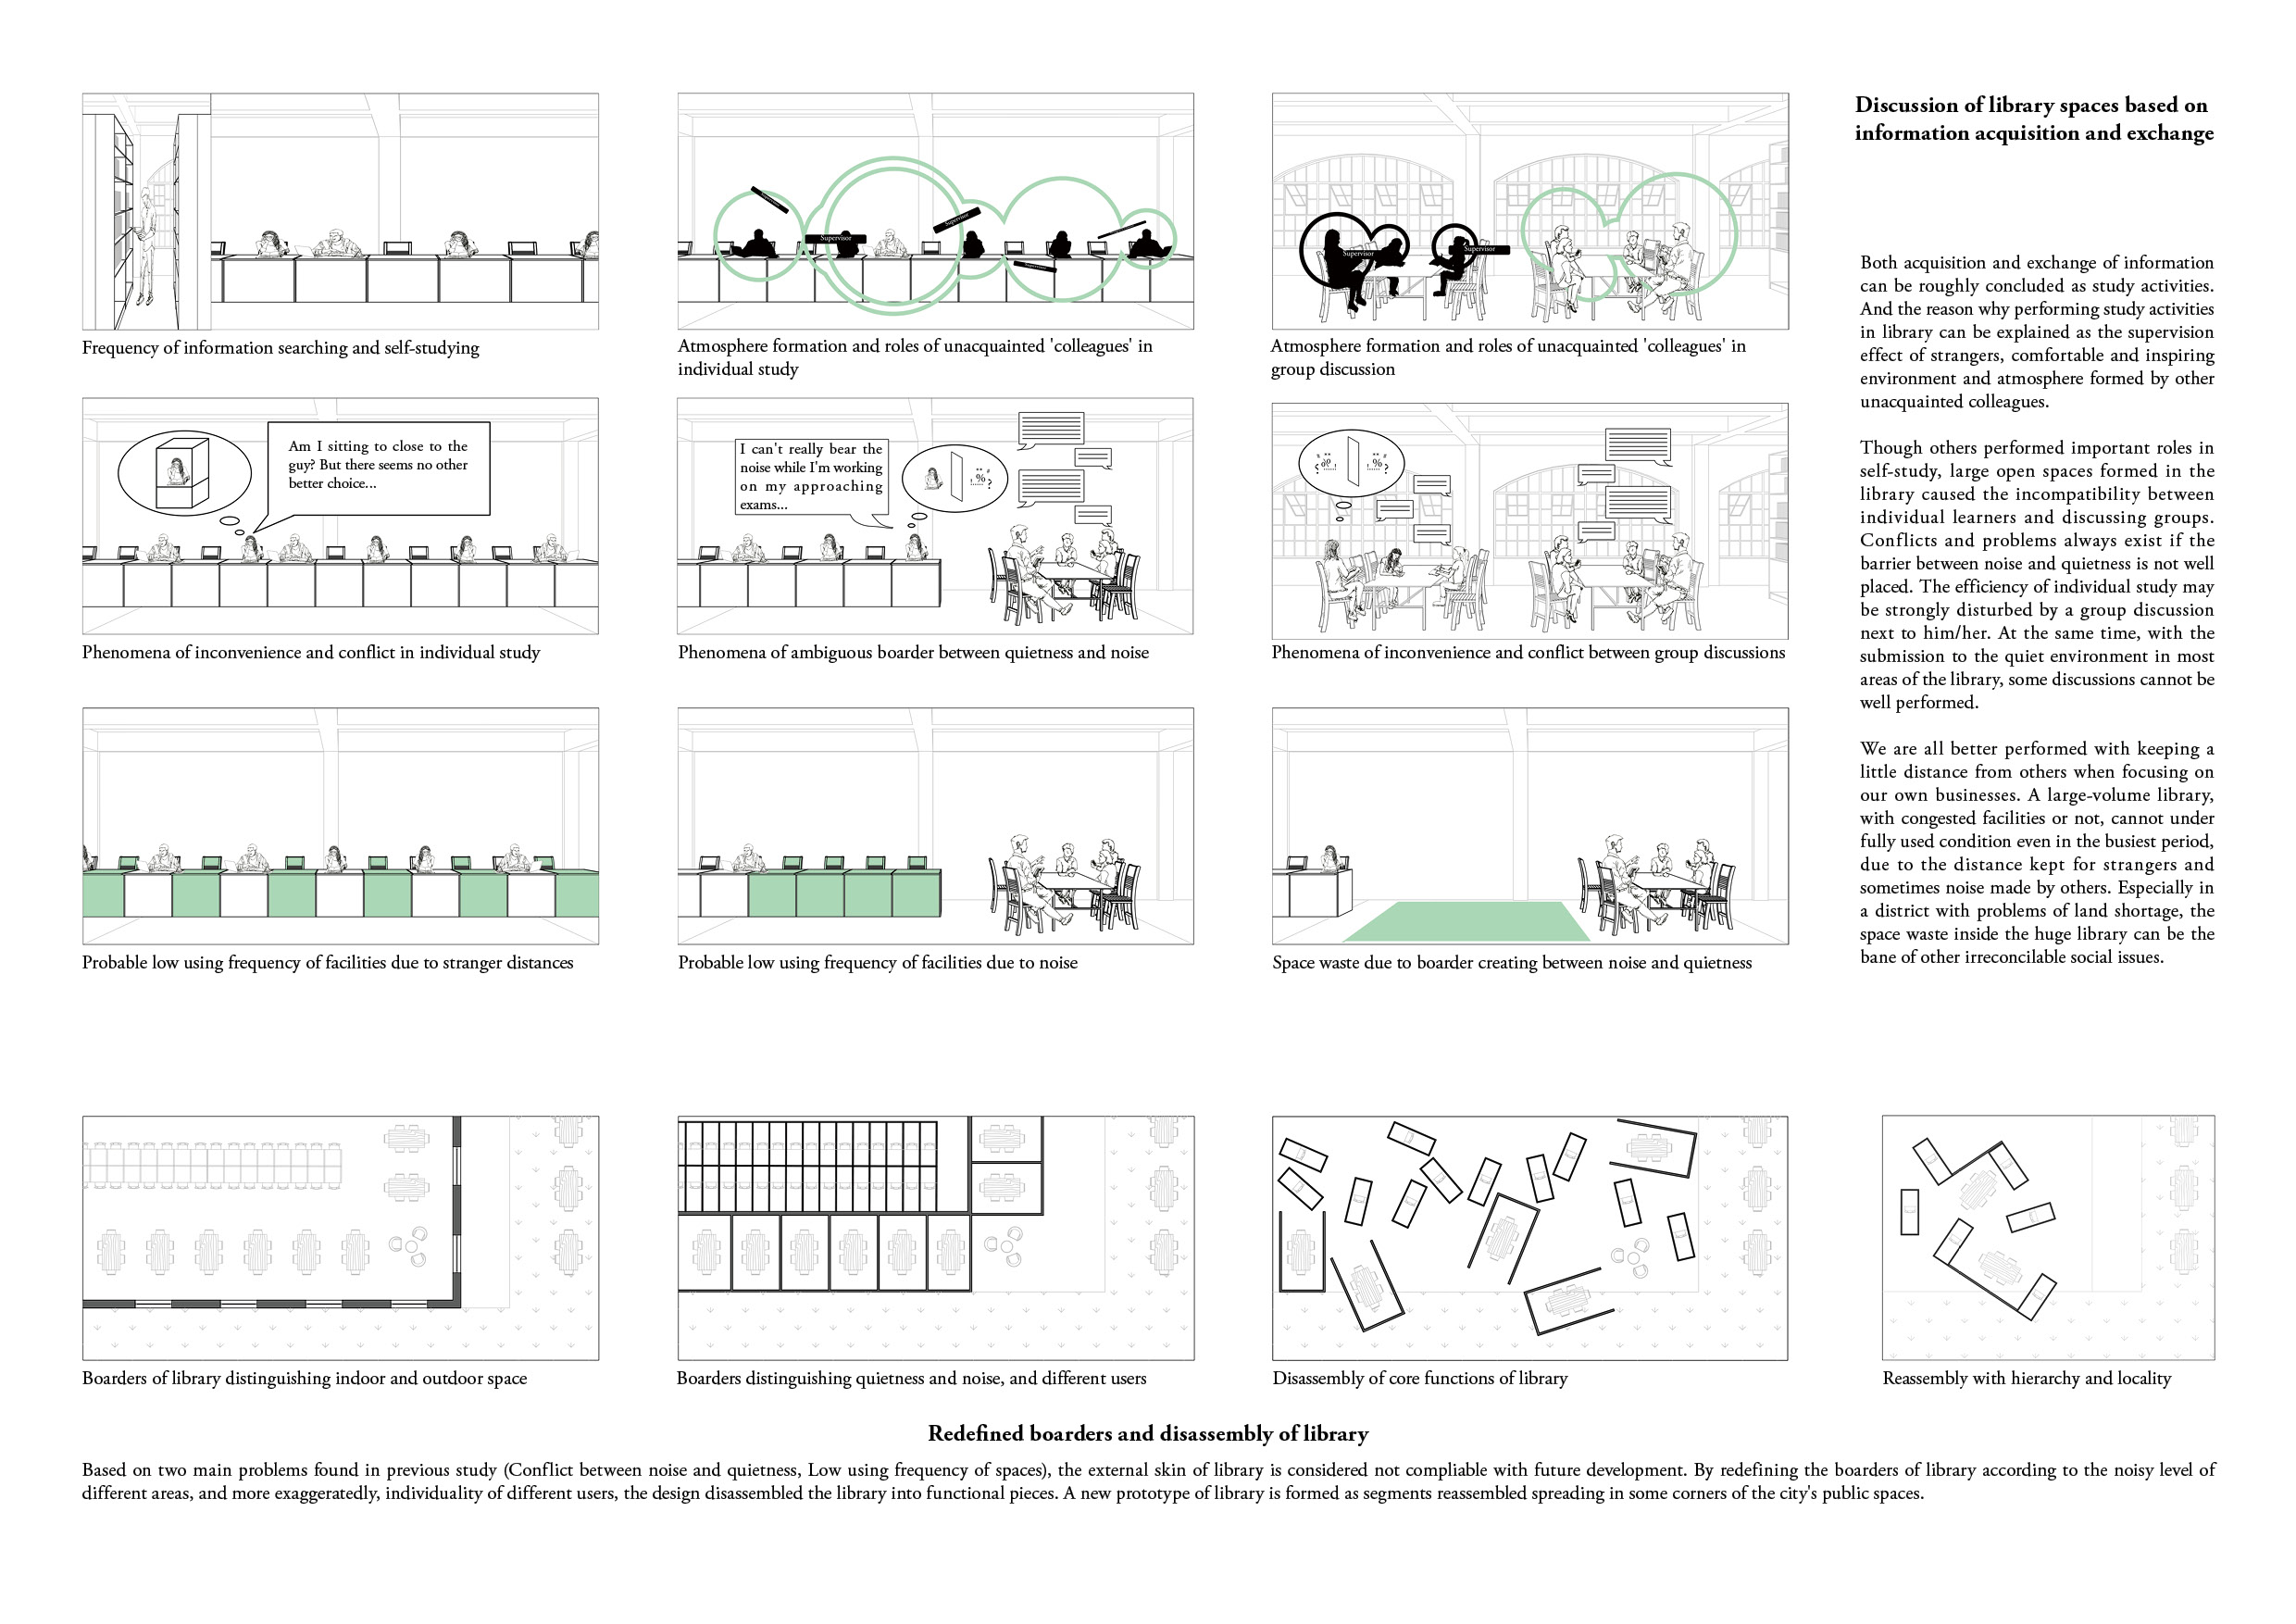 Discussion of library spaces based on
information acquisition and exchange
Supervisor
Supervisor
Supervisor
Supervisor
Supervisor
Supervisor
Frequency of information searching and self-studying
Atmosphere formation and roles of unacquainted 'colleagues' in
individual study
Atmosphere formation and roles of unacquainted 'colleagues' in
group discussion
Both acquisition and exchange of information
can be roughly concluded as study activities.
And the reason why performing study activities
in library can be explained as the supervision
effect of strangers, comfortable and inspiring
environment and atmosphere formed by other
unacquainted colleagues.
Am I sitting to close to the
guy? But there seems no other
better choice...
I can't really bear the
noise while I'm working
on my approaching
exams...
Phenomena of inconvenience and conflict in individual study
Phenomena of ambiguous boarder between quietness and noise
Phenomena of inconvenience and conflict between group discussions
Though others performed important roles in
self-study, large open spaces formed in the
library caused the incompatibility between
individual learners and discussing groups.
Conflicts and problems always exist if the
barrier between noise and quietness is not well
placed. The efficiency of individual study may
be strongly disturbed by a group discussion
next to him/her. At the same time, with the
submission to the quiet environment in most
areas of the library, some discussions cannot be
well performed.
We are all better performed with keeping a
little distance from others when focusing on
our own businesses. A large-volume library,
with congested facilities or not, cannot under
fully used condition even in the busiest period,
due to the distance kept for strangers and
sometimes noise made by others. Especially in
a district with problems of land shortage, the
space waste inside the huge library can be the
bane of other irreconcilable social issues.
Probable low using frequency of facilities due to stranger distances
Probable low using frequency of facilities due to noise
Space waste due to boarder creating between noise and quietness
Boarders of library distinguishing indoor and outdoor space
Boarders distinguishing quietness and noise, and different users
Disassembly of core functions of library
Reassembly with hierarchy and locality
Redefined boarders and disassembly of library
Based on two main problems found in previous study (Conflict between noise and quietness, Low using frequency of spaces), the external skin of library is considered not compliable with future development. By redefining the boarders of library according to the noisy level of
different areas, and more exaggeratedly, individuality of different users, the design disassembled the library into functional pieces. A new prototype of library is formed as segments reassembled spreading in some corners of the city's public spaces.